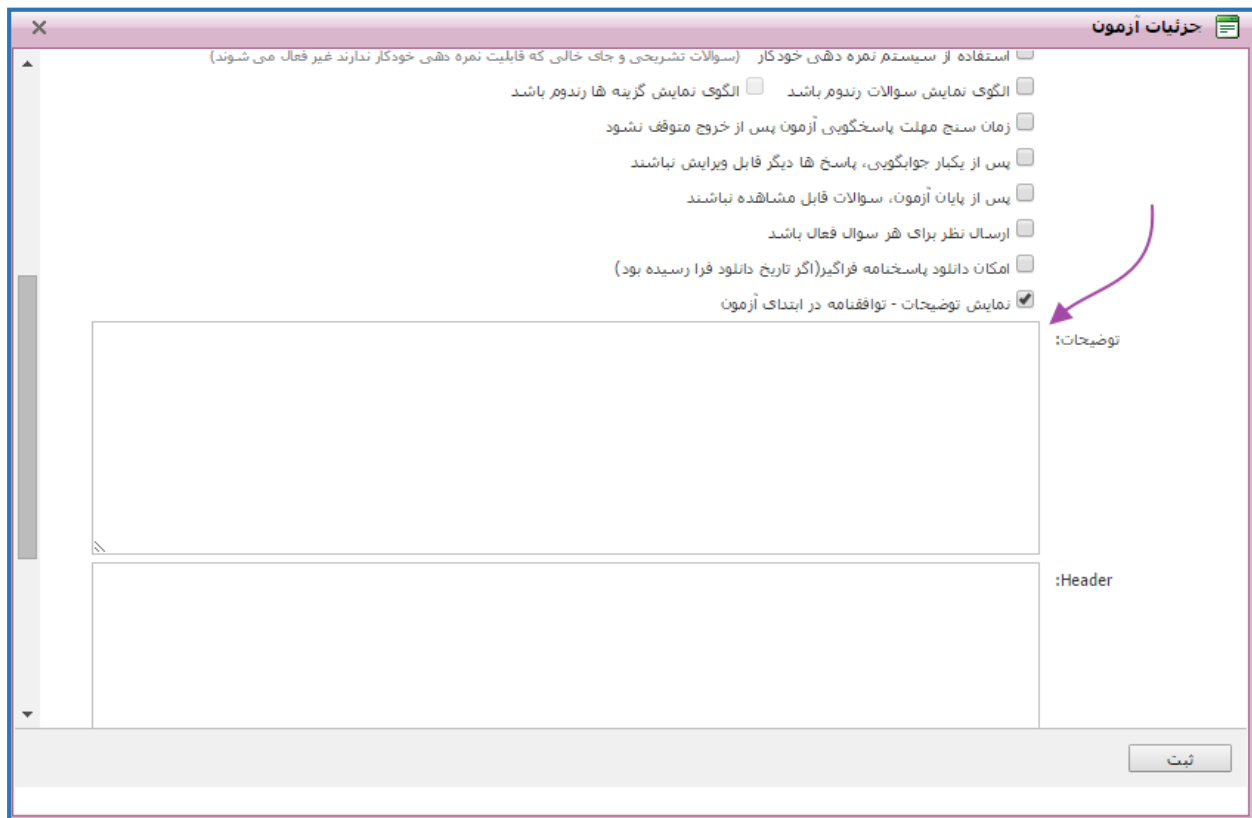 جزئیات آزمون
استفاده از سیستم نمره دهی خودکار (سوالات تشریحی و جای خالی که قابلیت نمره دهی خودکار ندارند غیر فعال می شوند)
الگوی نمایش سوالات رندوم باشد الگوی نمایش گزینه ها رندوم باشد
زمان سنج مهلت پاسخگویی آزمون پس از خروج متوقف نشود
پس از یکبار جوابگویی، پاسخ ها دیگر قابل ویرایش نباشند
پس از پایان آزمون، سوالات قابل مشاهده نباشند
ارسال نظر برای هر سوال فعال باشد
امکان دانلود پاسخنامه فراگیر(اگر تاریخ دانلود فرا رسیده بود)
نمایش توضیحات - توافقنامه در ابتدای آزمون
توضیحات:
Header:
ثبت